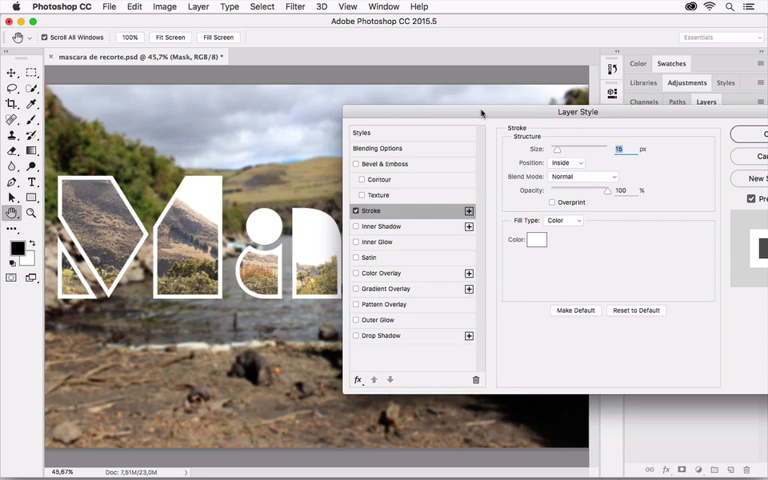 Photoshop CC File Edit Image Layer Type Select Filter 3D View Window Help
Adobe Photoshop CC 2015.5
Scroll All Windows 100% Fit Screen Fill Screen Essentials
× mascara de recorte.psd @ 45,7% (Mask, RGB/8) *
Color Swatches
Libraries Adjustments Styles
Channels Paths Layers
Layer Style
Styles
Blending Options
Bevel & Emboss
Contour
Texture
Stroke
Inner Shadow
Inner Glow
Satin
Color Overlay
Gradient Overlay
Pattern Overlay
Outer Glow
Drop Shadow
fx
Stroke
Structure
Size: 15 px
Position: Inside
Blend Mode: Normal
Opacity: 100 %
Overprint
Fill Type: Color
Color:
Make Default Reset to Default
New S
Pre
45,67% Doc: 7,51M/23,0M
fx